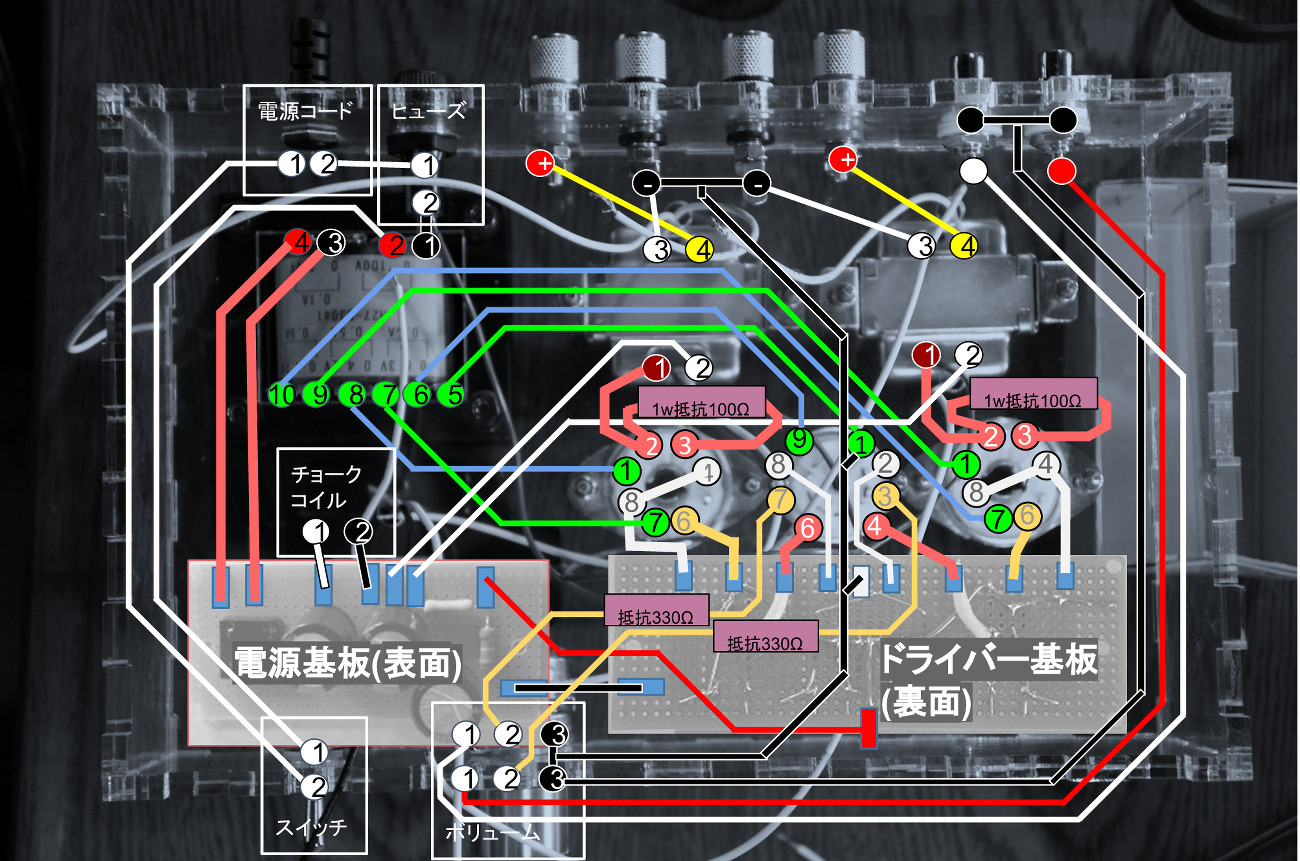 電源コード
ヒューズ
1 2
1
2
+
+
- -
4 3 2 1
3 4
3 4
0 100V
0.1A
10 9 8 7 6 5
1 2
1 2
1w抵抗100Ω
1w抵抗100Ω
2 3
9 1
2 3
1 1
8 2
1 4
8
7 3
8
7 6
6 4
7 6
チョーク
コイル
1 2
抵抗330Ω
抵抗330Ω
電源基板(表面)
ドライバー基板
(裏面)
1 2 3
1 2 3
ボリューム
1
2
スイッチ